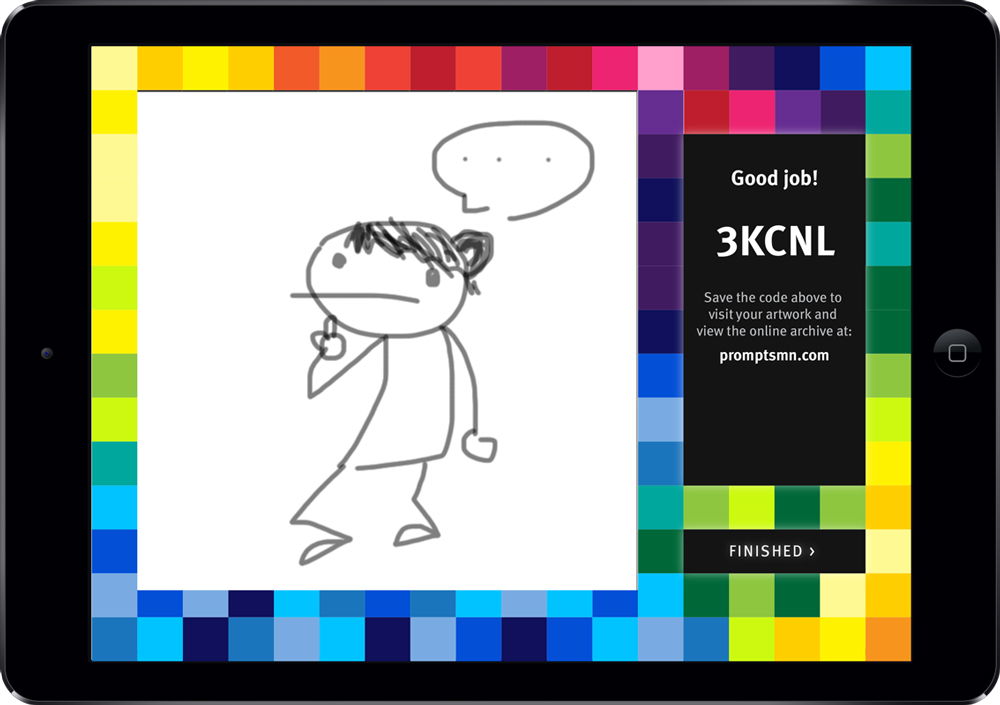 . . .
Good job!
3KCNL
Save the code above to
visit your artwork and
view the online archive at:
promptsmn.com
FINISHED >